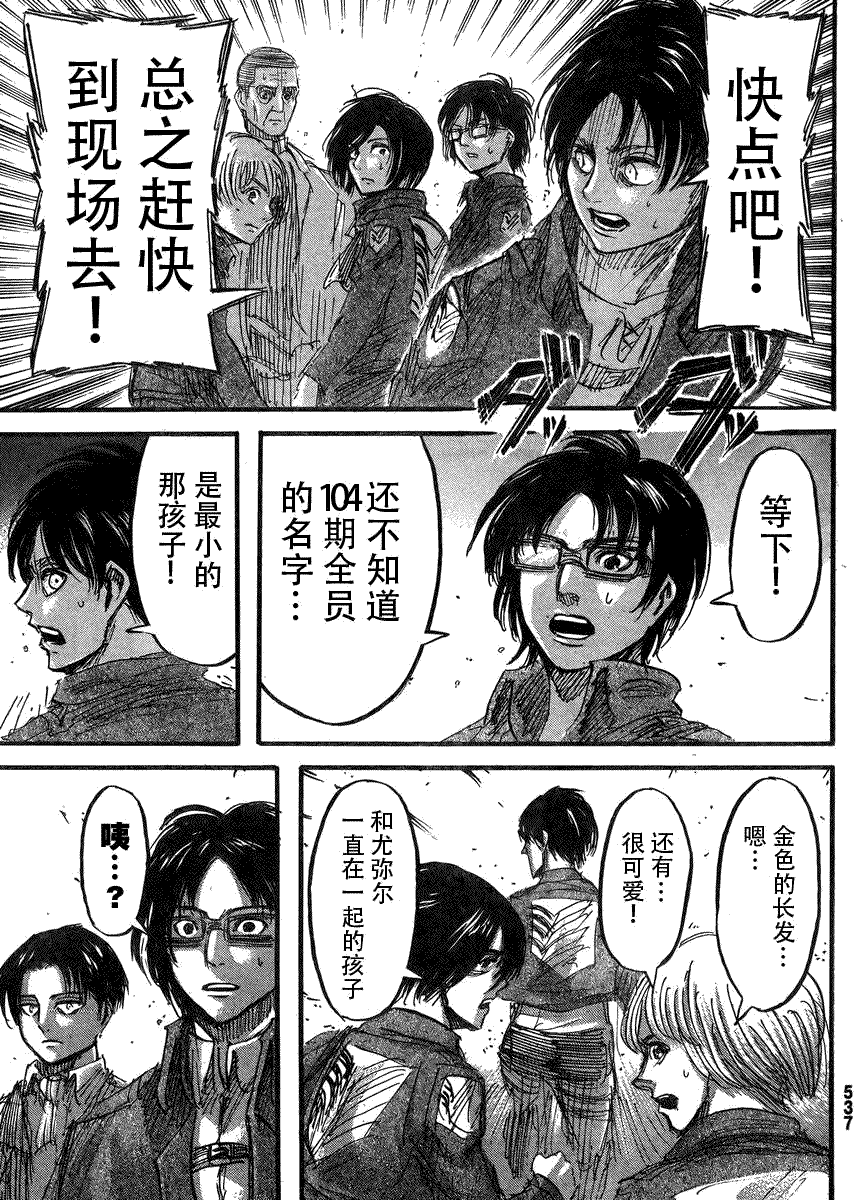 快点吧！
总之赶快
到现场去！
ダダ
等下！
还不知道
104期全员
的名字…
是最小的
那孩子！
金色的长发…
嗯…
还有…
很可爱！
和尤弥尔
一直在一起的孩子
咦…？
537